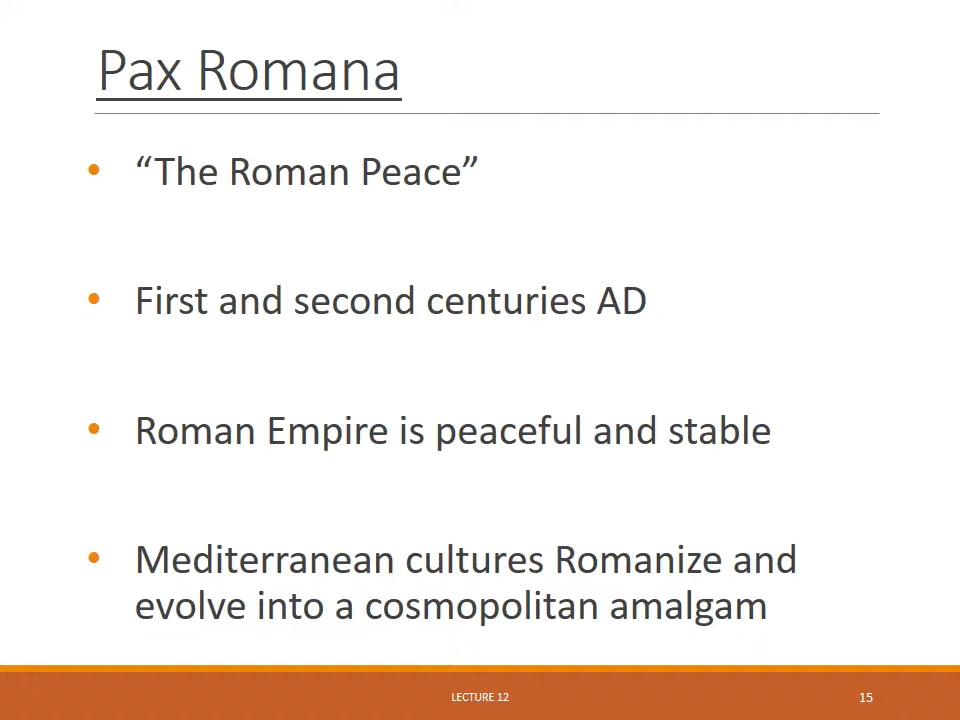 Pax Romana
• “The Roman Peace”
• First and second centuries AD
• Roman Empire is peaceful and stable
• Mediterranean cultures Romanize and
evolve into a cosmopolitan amalgam
LECTURE 12
15